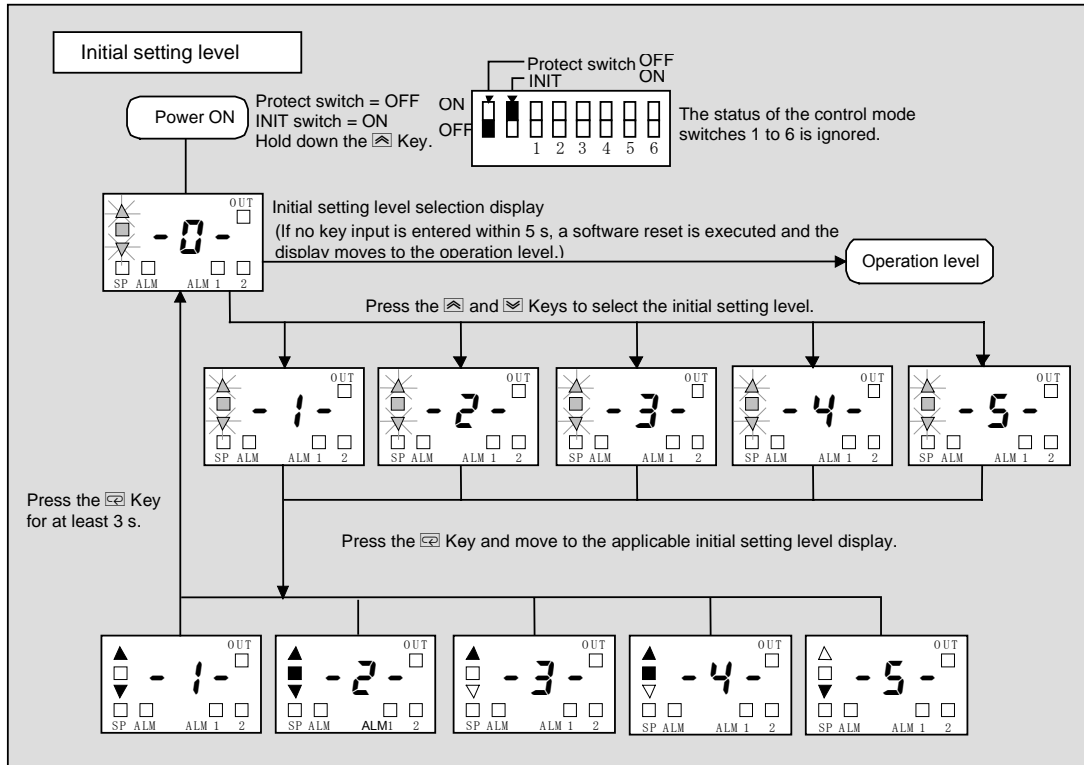 Initial setting level
Power ON
Protect switch = OFF
INIT switch = ON
Hold down the Key.
ON
OFF
Protect switch OFF
INIT ON
1 2 3 4 5 6
The status of the control mode
switches 1 to 6 is ignored.
OUT
-0-
SP ALM ALM 1 2
Initial setting level selection display
(If no key input is entered within 5 s, a software reset is executed and the
display moves to the operation level.)
Operation level
Press the and Keys to select the initial setting level.
OUT
-1-
SP ALM ALM 1 2
OUT
-2-
SP ALM ALM 1 2
OUT
-3-
SP ALM ALM 1 2
OUT
-4-
SP ALM ALM 1 2
OUT
-5-
SP ALM ALM 1 2
Press the Key
for at least 3 s.
Press the Key and move to the applicable initial setting level display.
OUT
-1-
SP ALM ALM 1 2
OUT
-2-
SP ALM ALM1 2
OUT
-3-
SP ALM ALM 1 2
OUT
-4-
SP ALM ALM 1 2
OUT
-5-
SP ALM ALM 1 2